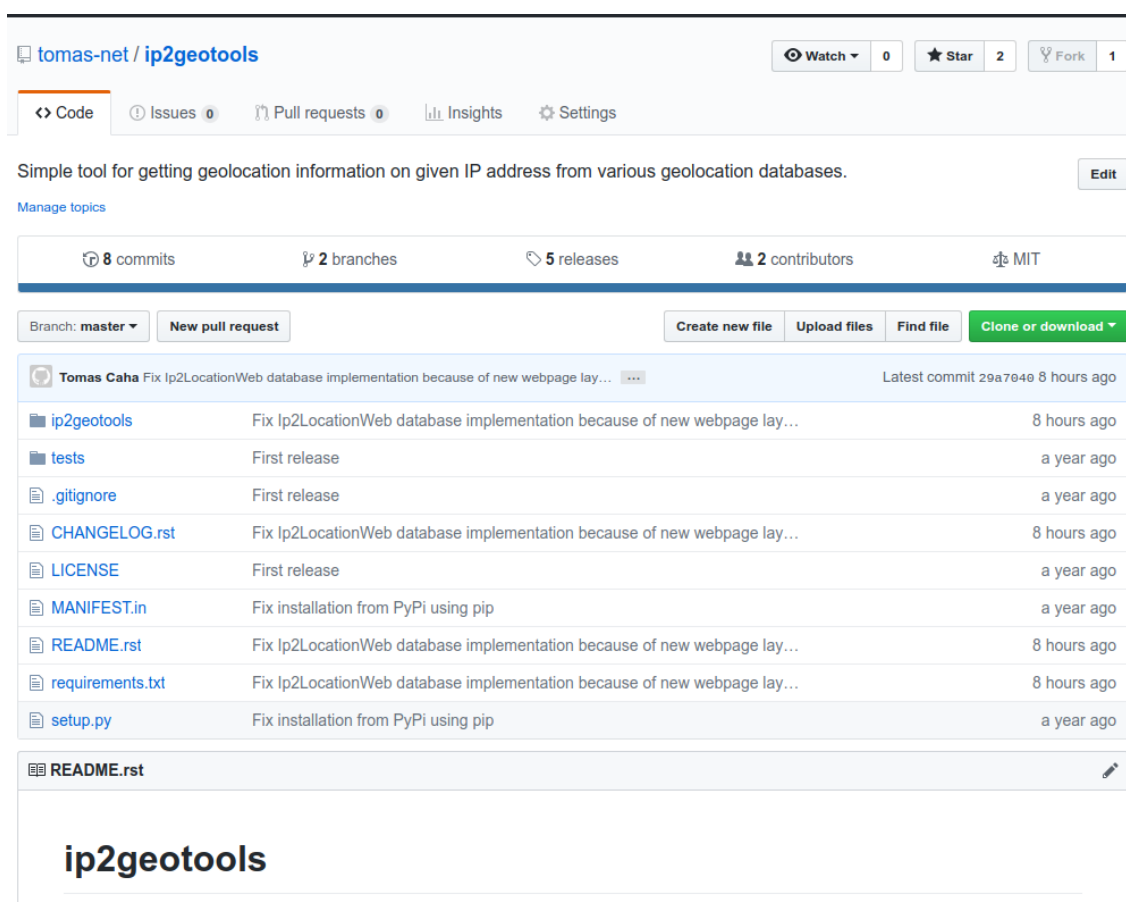 tomas-net / ip2geotools
Watch 0 Star 2 Fork 1
Code Issues 0 Pull requests 0 Insights Settings
Simple tool for getting geolocation information on given IP address from various geolocation databases.
Edit
Manage topics
8 commits 2 branches 5 releases 2 contributors MIT
Branch: master New pull request Create new file Upload files Find file Clone or download
Tomas Caha Fix Ip2LocationWeb database implementation because of new webpage lay… ... Latest commit 29a7040 8 hours ago
ip2geotools Fix Ip2LocationWeb database implementation because of new webpage lay… 8 hours ago
tests First release a year ago
.gitignore First release a year ago
CHANGELOG.rst Fix Ip2LocationWeb database implementation because of new webpage lay… 8 hours ago
LICENSE First release a year ago
MANIFEST.in Fix installation from PyPi using pip a year ago
README.rst Fix Ip2LocationWeb database implementation because of new webpage lay… 8 hours ago
requirements.txt Fix Ip2LocationWeb database implementation because of new webpage lay… 8 hours ago
setup.py Fix installation from PyPi using pip a year ago
README.rst
ip2geotools